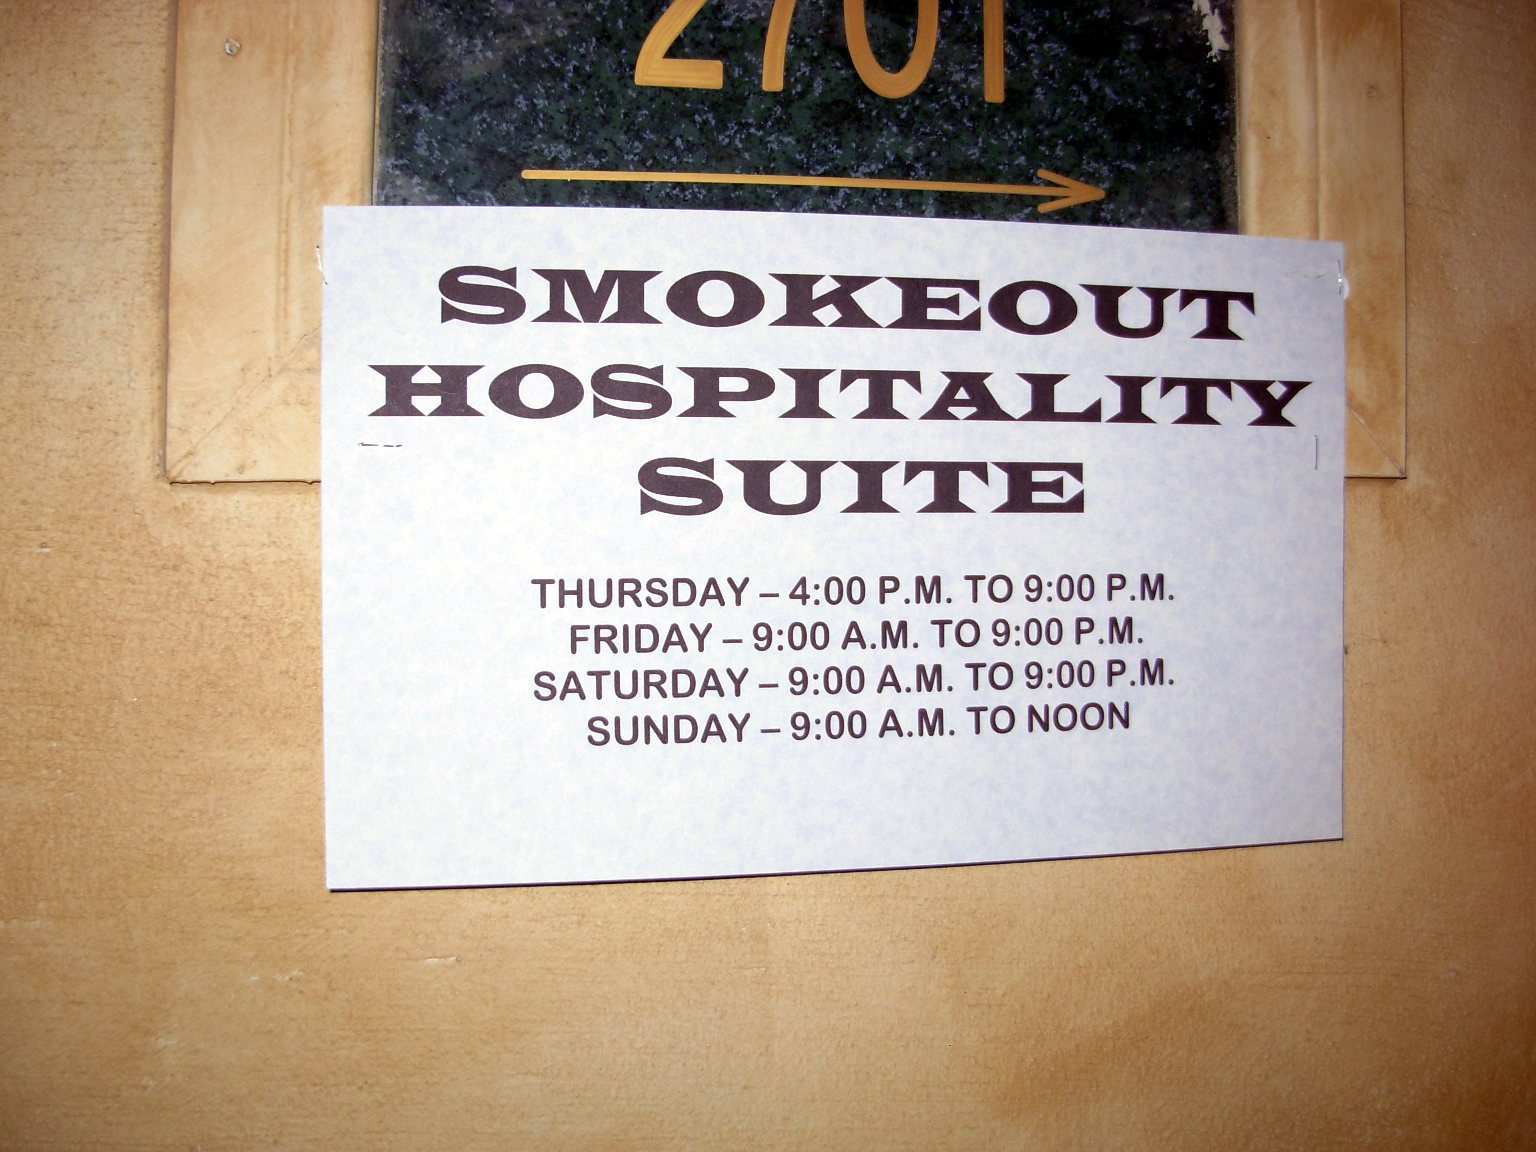 2701
SMOKEOUT
HOSPITALITY
SUITE
THURSDAY – 4:00 P.M. TO 9:00 P.M.
FRIDAY – 9:00 A.M. TO 9:00 P.M.
SATURDAY – 9:00 A.M. TO 9:00 P.M.
SUNDAY – 9:00 A.M. TO NOON